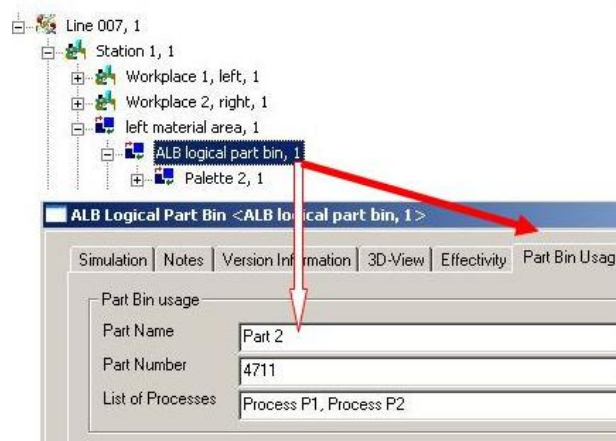 Line 007, 1
Station 1, 1
Workplace 1, left, 1
Workplace 2, right, 1
left material area, 1
ALB logical part bin, 1
Palette 2, 1
ALB Logical Part Bin <ALB logical part bin, 1>
Simulation Notes Version Information 3D-View Effectivity Part Bin Usag
Part Bin usage
Part Name Part 2
Part Number 4711
List of Processes Process P1, Process P2